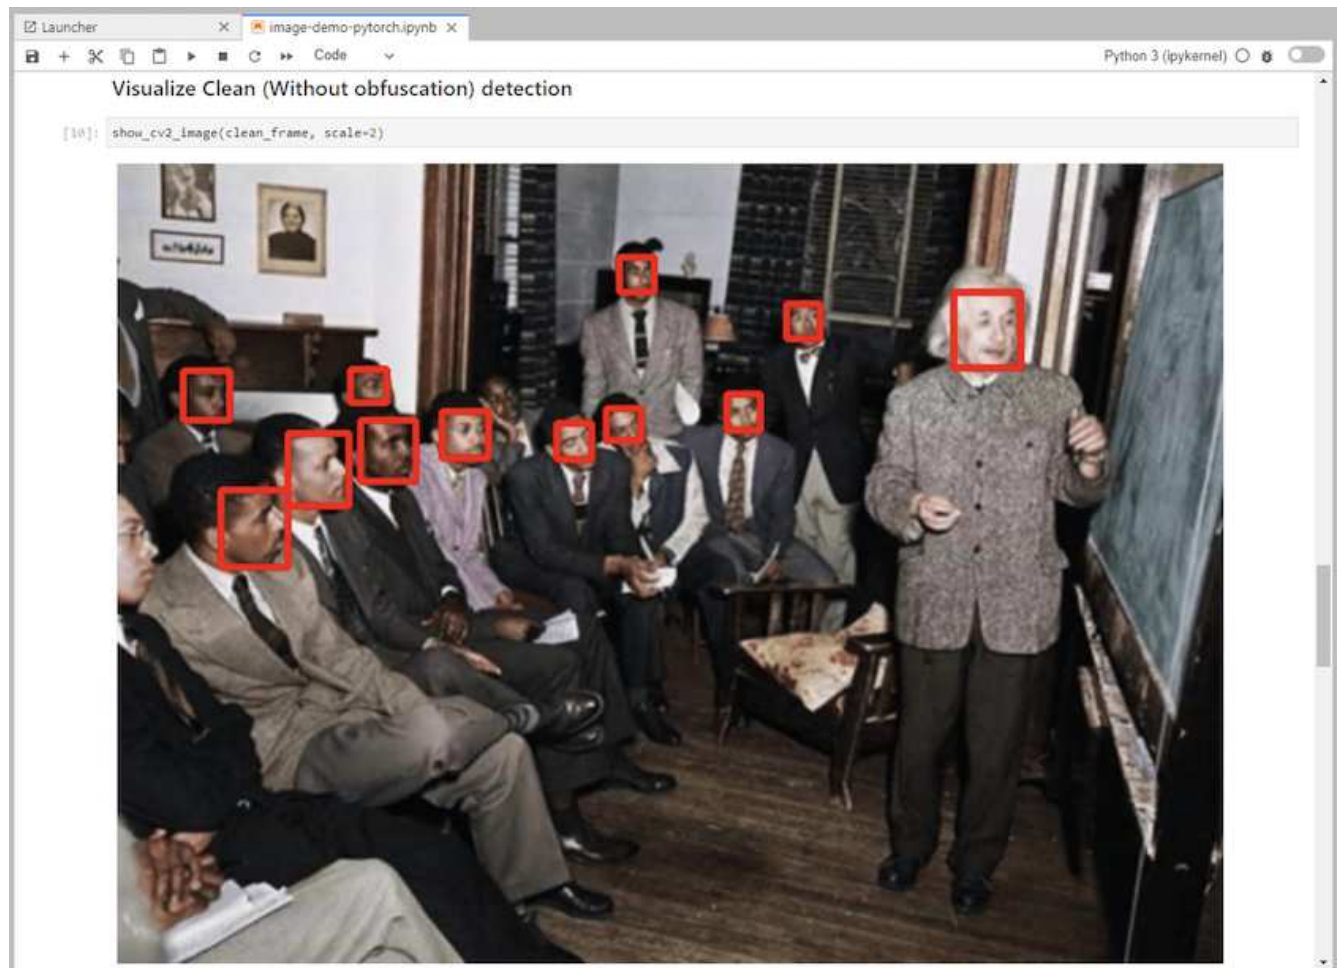 Launcher
image-demo-pytorch.ipynb
Code
Python 3 (ipykernel)
Visualize Clean (Without obfuscation) detection
[10]: show_cv2_image(clean_frame, scale=2)